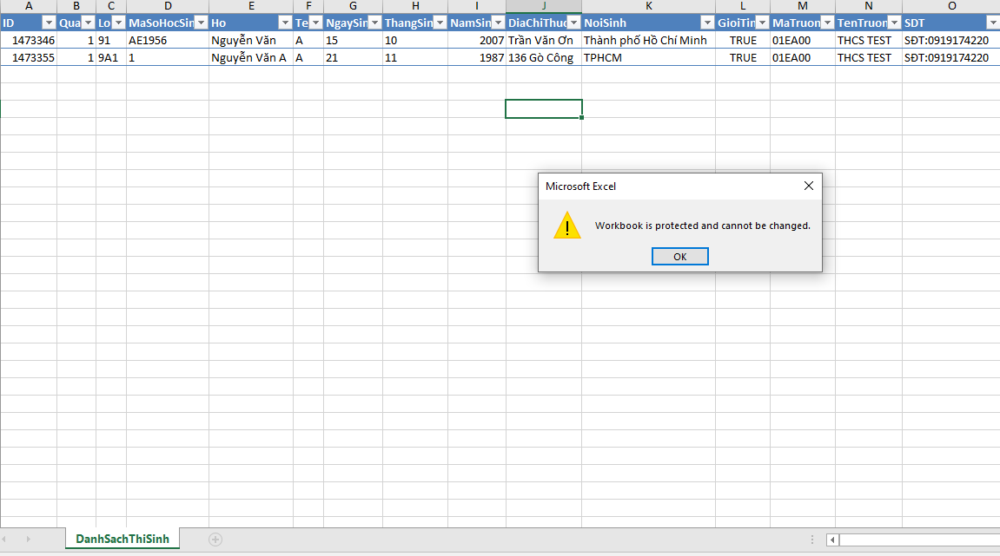 A B C D E F G H I J K L M N O
ID Qua Lo MaSoHocSin Ho Te NgaySin ThangSin NamSin DiaChiThuc NoiSinh GioiTin MaTruon TenTruon SDT
1473346 1 91 AE1956 Nguyễn Văn A 15 10 2007 Trần Văn Ơn Thành phố Hồ Chí Minh TRUE 01EA00 THCS TEST SĐT:0919174220
1473355 1 9A1 1 Nguyễn Văn A A 21 11 1987 136 Gò Công TPHCM TRUE 01EA00 THCS TEST SĐT:0919174220
Microsoft Excel
Workbook is protected and cannot be changed.
OK
DanhSachThiSinh